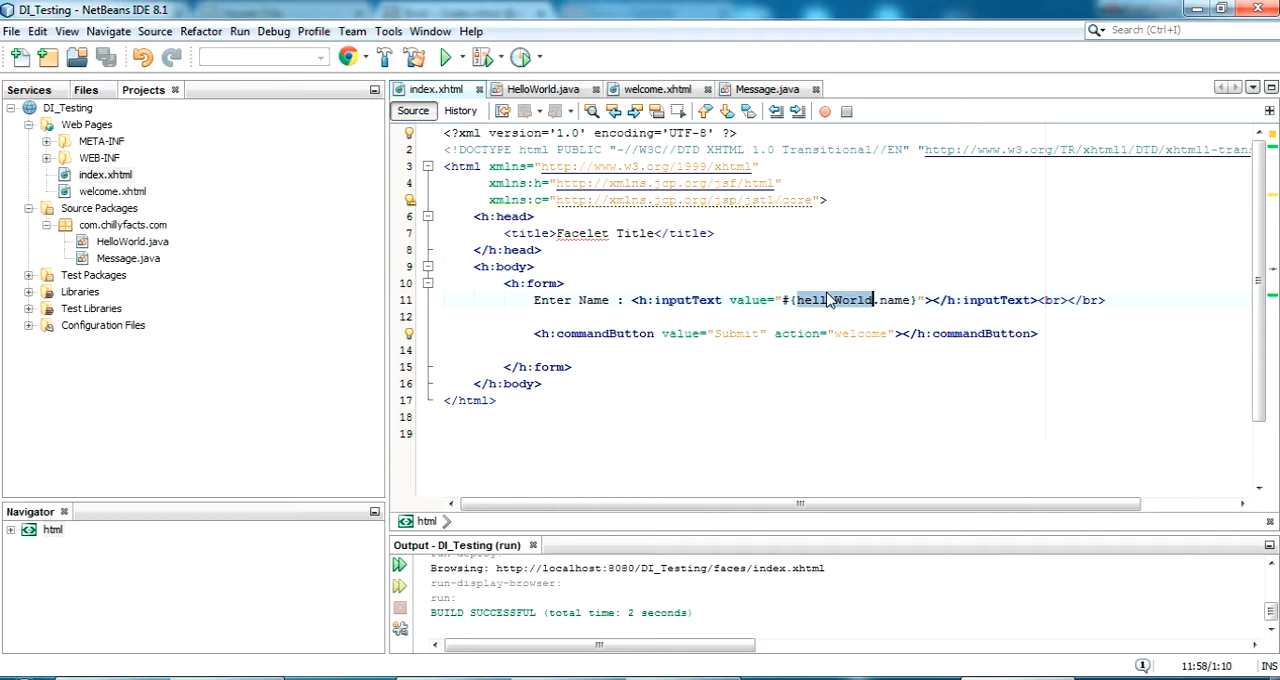 DI_Testing - NetBeans IDE 8.1
File Edit View Navigate Source Refactor Run Debug Profile Team Tools Window Help
Search (Ctrl+I)
Services Files Projects
index.xhtml HelloWorld.java welcome.xhtml Message.java
Source History
DI_Testing
Web Pages
META-INF
WEB-INF
index.xhtml
welcome.xhtml
Source Packages
com.chillyfacts.com
HelloWorld.java
Message.java
Test Packages
Libraries
Test Libraries
Configuration Files
<?xml version='1.0' encoding='UTF-8' ?>
2 <!DOCTYPE html PUBLIC "-//W3C//DTD XHTML 1.0 Transitional//EN" "http://www.w3.org/TR/xhtml1/DTD/xhtml1-trans
3 <html xmlns="http://www.w3.org/1999/xhtml"
4 xmlns:h="http://xmlns.jcp.org/jsf/html"
xmlns:c="http://xmlns.jcp.org/jsp/jstl/core">
6 <h:head>
7 <title>Facelet Title</title>
8 </h:head>
9 <h:body>
10 <h:form>
11 Enter Name : <h:inputText value="#{helloWorld.name}"></h:inputText><br></br>
12
<h:commandButton value="Submit" action="welcome"></h:commandButton>
14
15 </h:form>
16 </h:body>
17 </html>
18
19
html
Navigator
html
Output - DI_Testing (run)
Browsing: http://localhost:8080/DI_Testing/faces/index.xhtml
run-display-browser:
run:
BUILD SUCCESSFUL (total time: 2 seconds)
1 11:58/1:10 INS